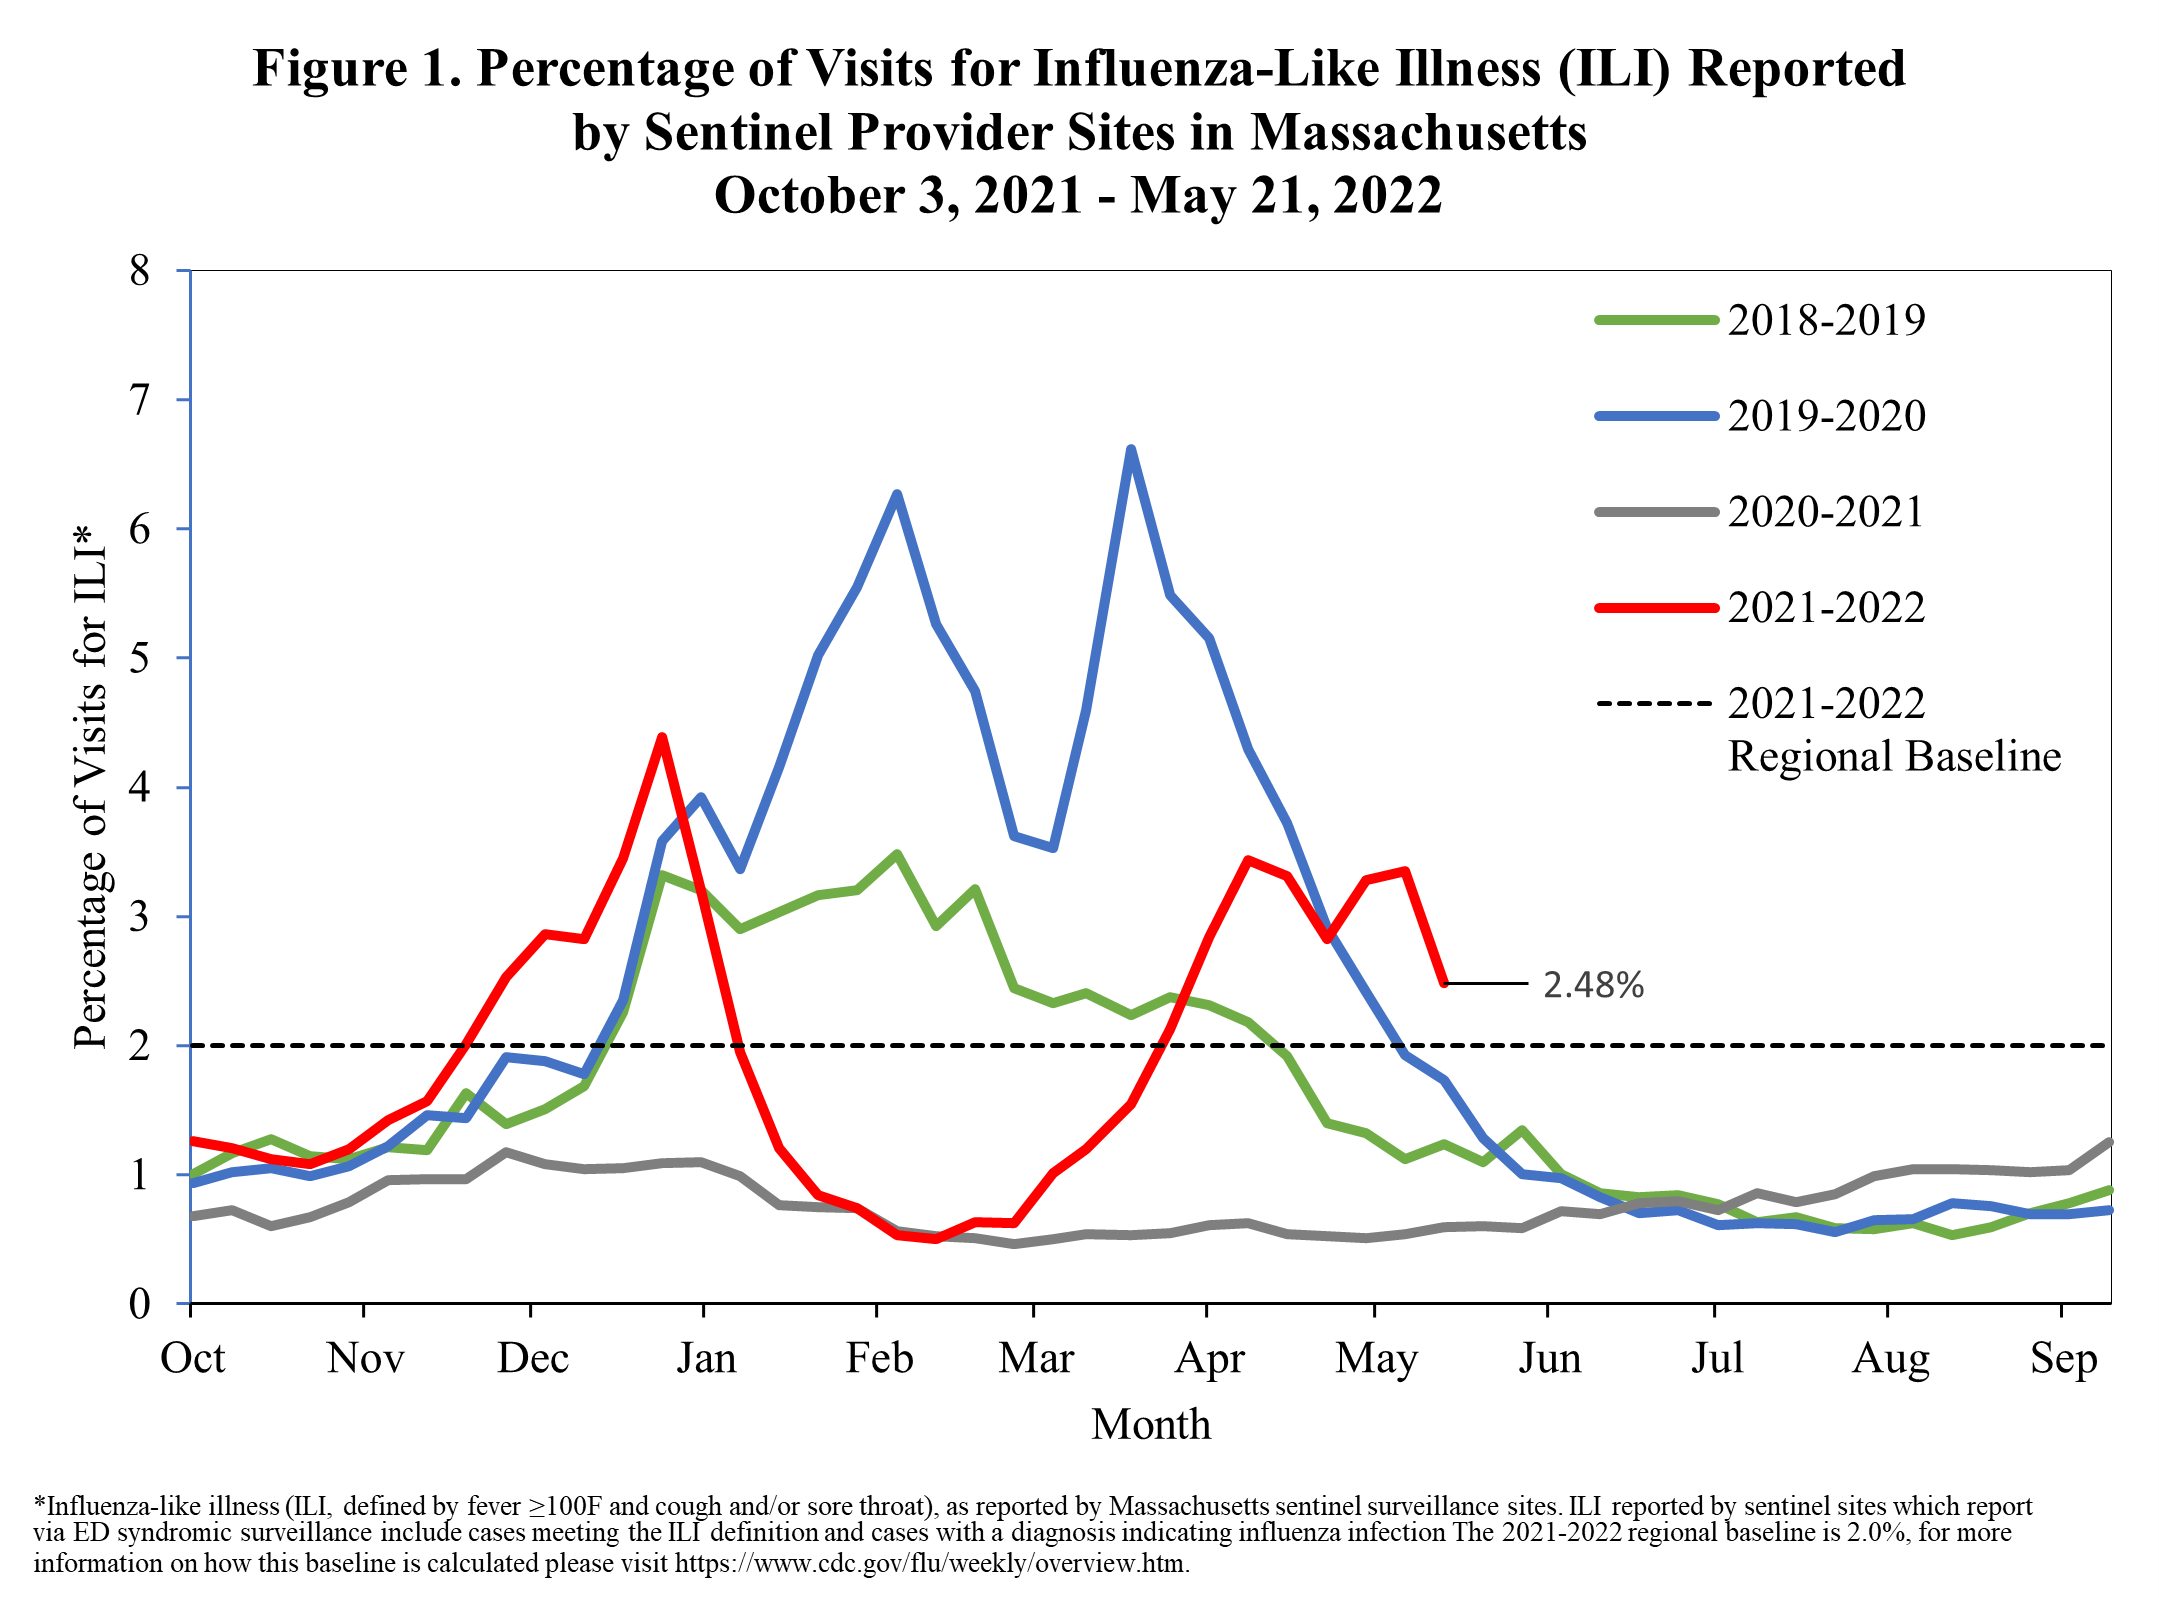 Figure 1. Percentage of Visits for Influenza-Like Illness (ILI) Reported
by Sentinel Provider Sites in Massachusetts
October 3, 2021 - May 21, 2022
8
7
6
5
4
3
2
1
0
Percentage of Visits for ILI*
2018-2019
2019-2020
2020-2021
2021-2022
2021-2022
Regional Baseline
2.48%
Oct Nov Dec Jan Feb Mar Apr May Jun Jul Aug Sep
Month
*Influenza-like illness (ILI, defined by fever ≥100F and cough and/or sore throat), as reported by Massachusetts sentinel surveillance sites. ILI reported by sentinel sites which report
via ED syndromic surveillance include cases meeting the ILI definition and cases with a diagnosis indicating influenza infection The 2021-2022 regional baseline is 2.0%, for more
information on how this baseline is calculated please visit https://www.cdc.gov/flu/weekly/overview.htm.